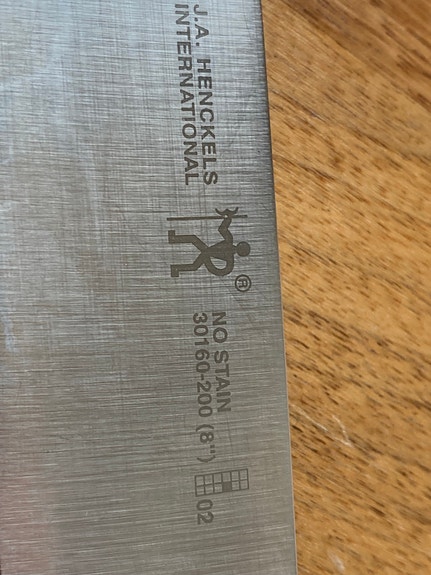 J.A. HENCKELS
INTERNATIONAL
®
NO STAIN
30160-200 (8") 02